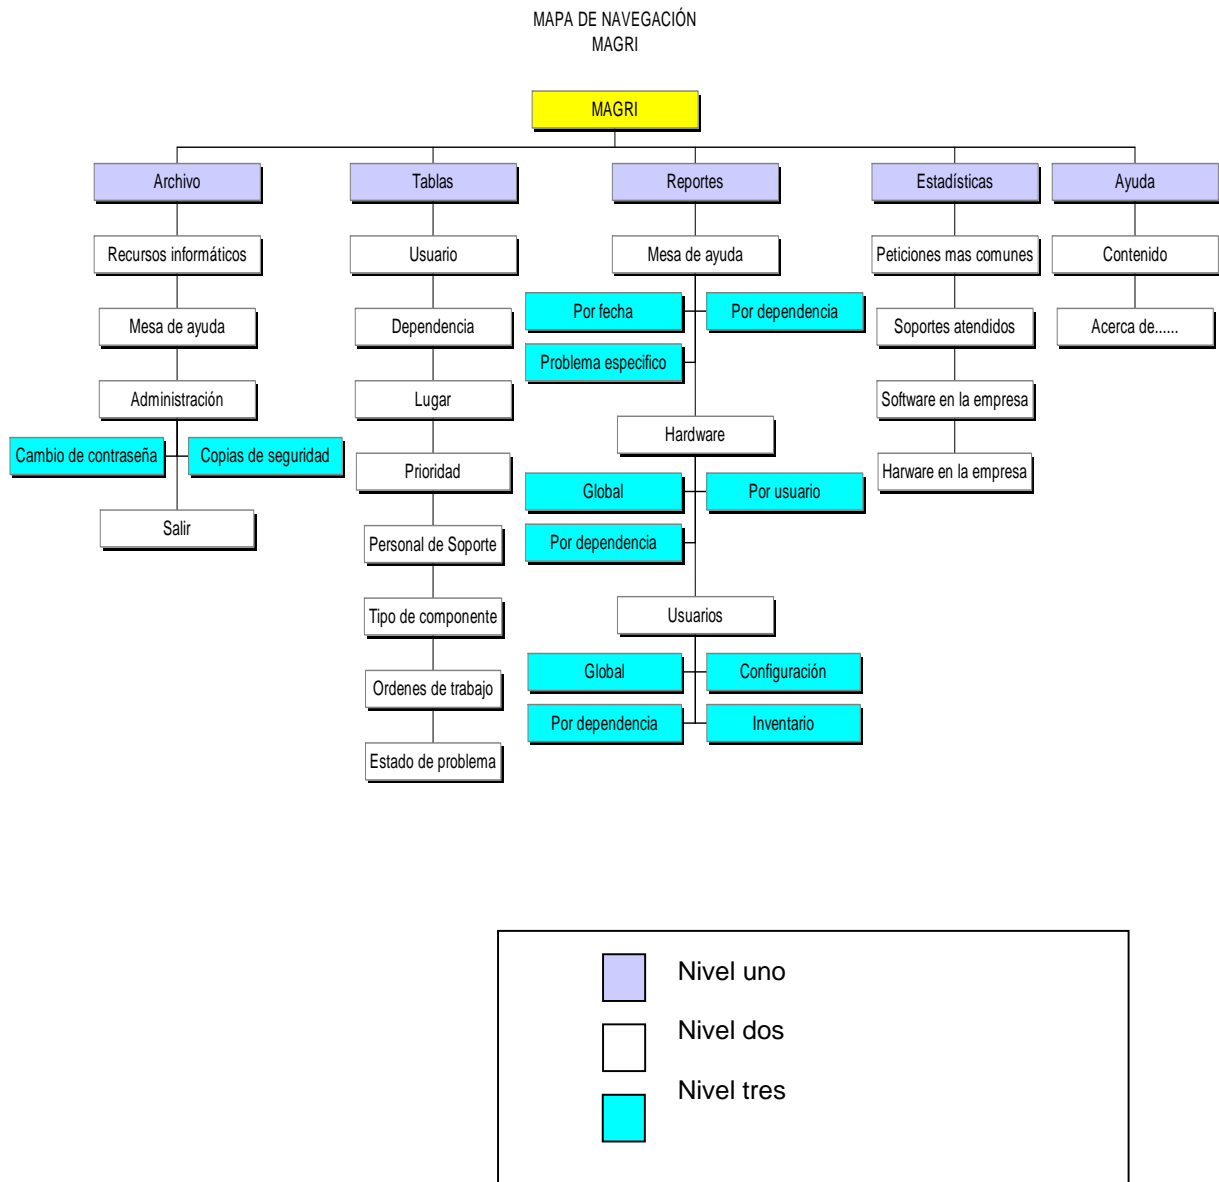 MAPA DE NAVEGACIÓN
MAGRI
MAGRI
Archivo
Tablas
Reportes
Estadísticas
Ayuda
Recursos informáticos
Usuario
Mesa de ayuda
Peticiones mas comunes
Contenido
Por fecha
Por dependencia
Mesa de ayuda
Dependencia
Soportes atendidos
Acerca de......
Problema especifico
Administración
Lugar
Software en la empresa
Hardware
Cambio de contraseña
Copias de seguridad
Prioridad
Harware en la empresa
Global
Por usuario
Salir
Personal de Soporte
Por dependencia
Tipo de componente
Usuarios
Global
Configuración
Ordenes de trabajo
Por dependencia
Inventario
Estado de problema
Nivel uno
Nivel dos
Nivel tres